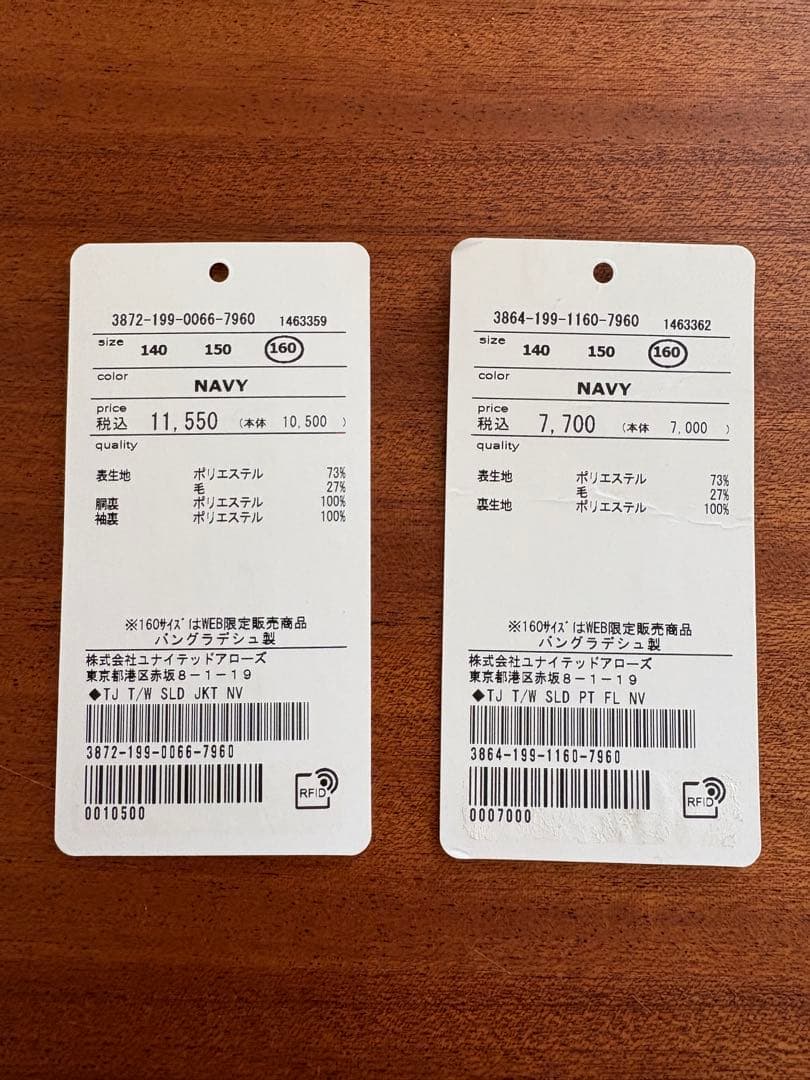 3872-199-0066-7960 1463359
size 140 150 160
color NAVY
price
税込 11,550 (本体 10,500 )
quality
表生地 ポリエステル 73%
毛 27%
胴裏 ポリエステル 100%
袖裏 ポリエステル 100%
※160ｻｲｽﾞはWEB限定販売商品
バングラデシュ製
株式会社ユナイテッドアローズ
東京都港区赤坂8-1-19
◆TJ T/W SLD JKT NV
3872-199-0066-7960
0010500
RFID
3864-199-1160-7960 1463362
size 140 150 160
color NAVY
price
税込 7,700 (本体 7,000 )
quality
表生地 ポリエステル 73%
毛 27%
裏生地 ポリエステル 100%
※160ｻｲｽﾞはWEB限定販売商品
バングラデシュ製
株式会社ユナイテッドアローズ
東京都港区赤坂8-1-19
◆TJ T/W SLD PT FL NV
3864-199-1160-7960
0007000
RFID